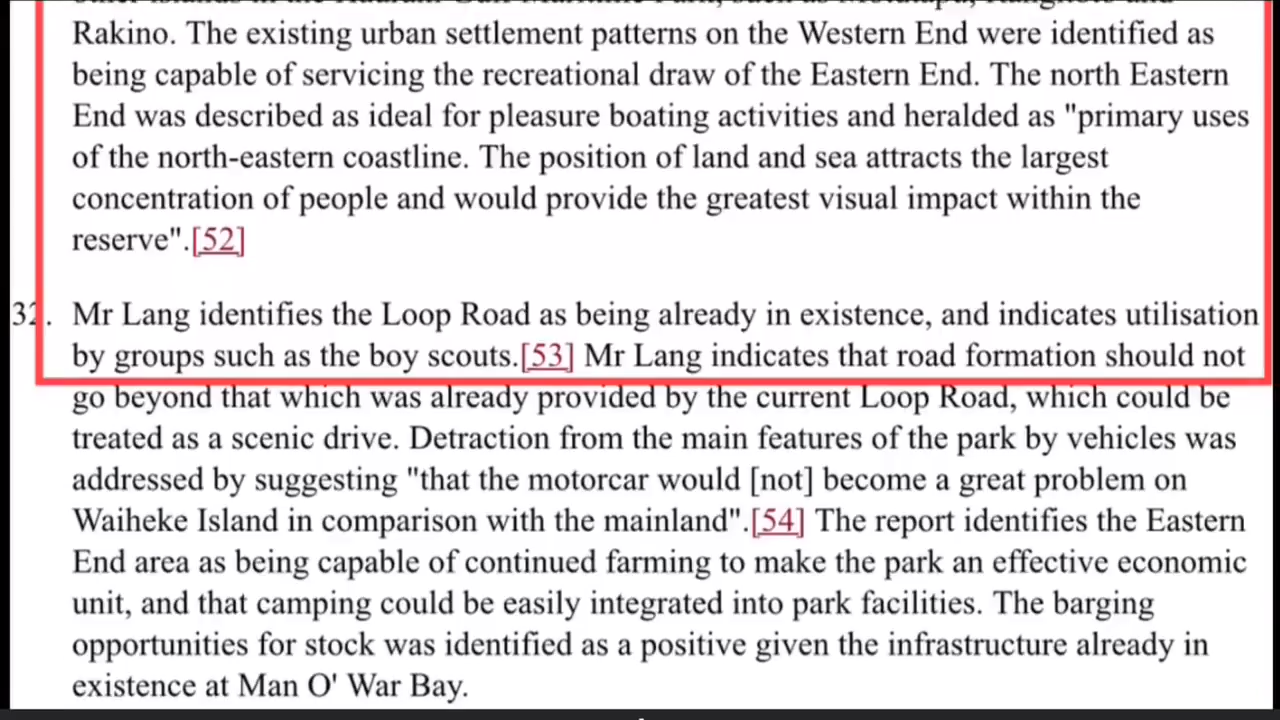 Rakino. The existing urban settlement patterns on the Western End were identified as
being capable of servicing the recreational draw of the Eastern End. The north Eastern
End was described as ideal for pleasure boating activities and heralded as "primary uses
of the north-eastern coastline. The position of land and sea attracts the largest
concentration of people and would provide the greatest visual impact within the
reserve".[52]
32. Mr Lang identifies the Loop Road as being already in existence, and indicates utilisation
by groups such as the boy scouts.[53] Mr Lang indicates that road formation should not
go beyond that which was already provided by the current Loop Road, which could be
treated as a scenic drive. Detraction from the main features of the park by vehicles was
addressed by suggesting "that the motorcar would [not] become a great problem on
Waiheke Island in comparison with the mainland".[54] The report identifies the Eastern
End area as being capable of continued farming to make the park an effective economic
unit, and that camping could be easily integrated into park facilities. The barging
opportunities for stock was identified as a positive given the infrastructure already in
existence at Man O' War Bay.